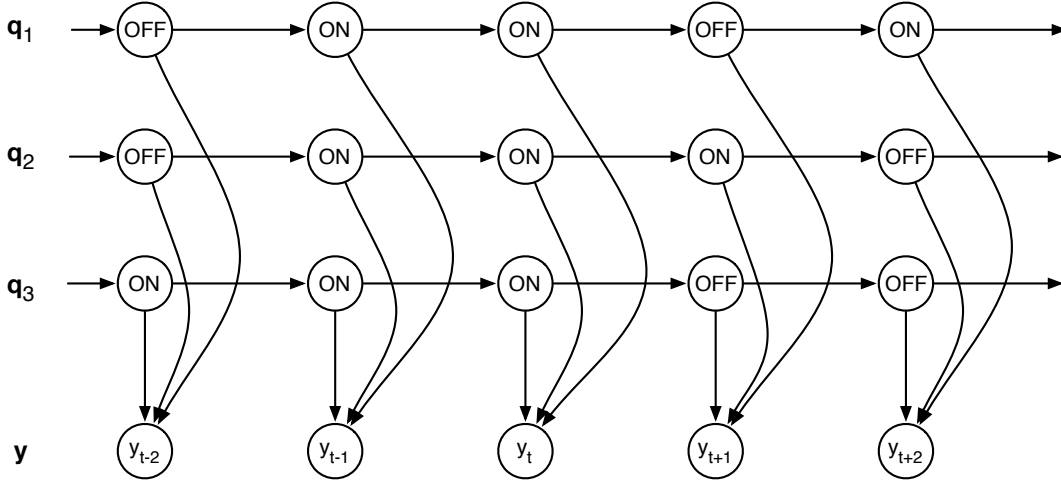 q1 OFF ON ON OFF ON
q2 OFF ON ON ON OFF
q3 ON ON ON OFF OFF
y yt-2 yt-1 yt yt+1 yt+2